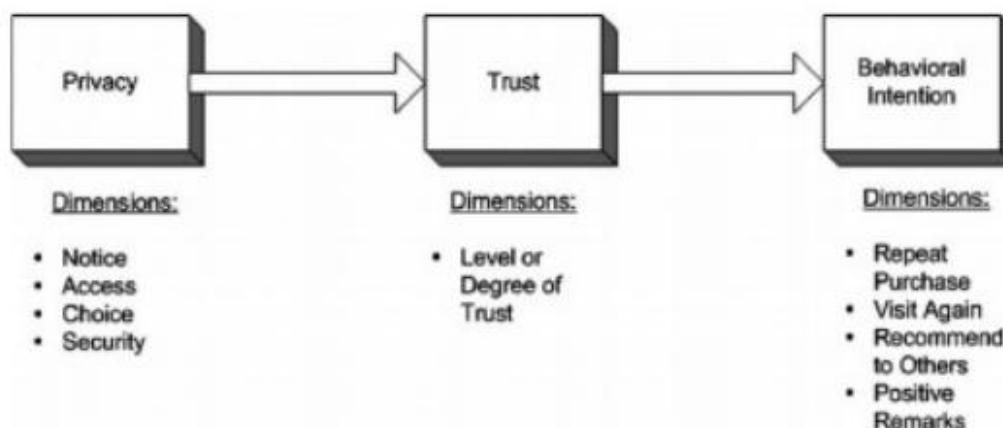 Privacy
Trust
Behavioral
Intention
Dimensions:
• Notice
• Access
• Choice
• Security
Dimensions:
• Level or
Degree of
Trust
Dimensions:
• Repeat
Purchase
• Visit Again
• Recommend
to Others
• Positive
Remarks